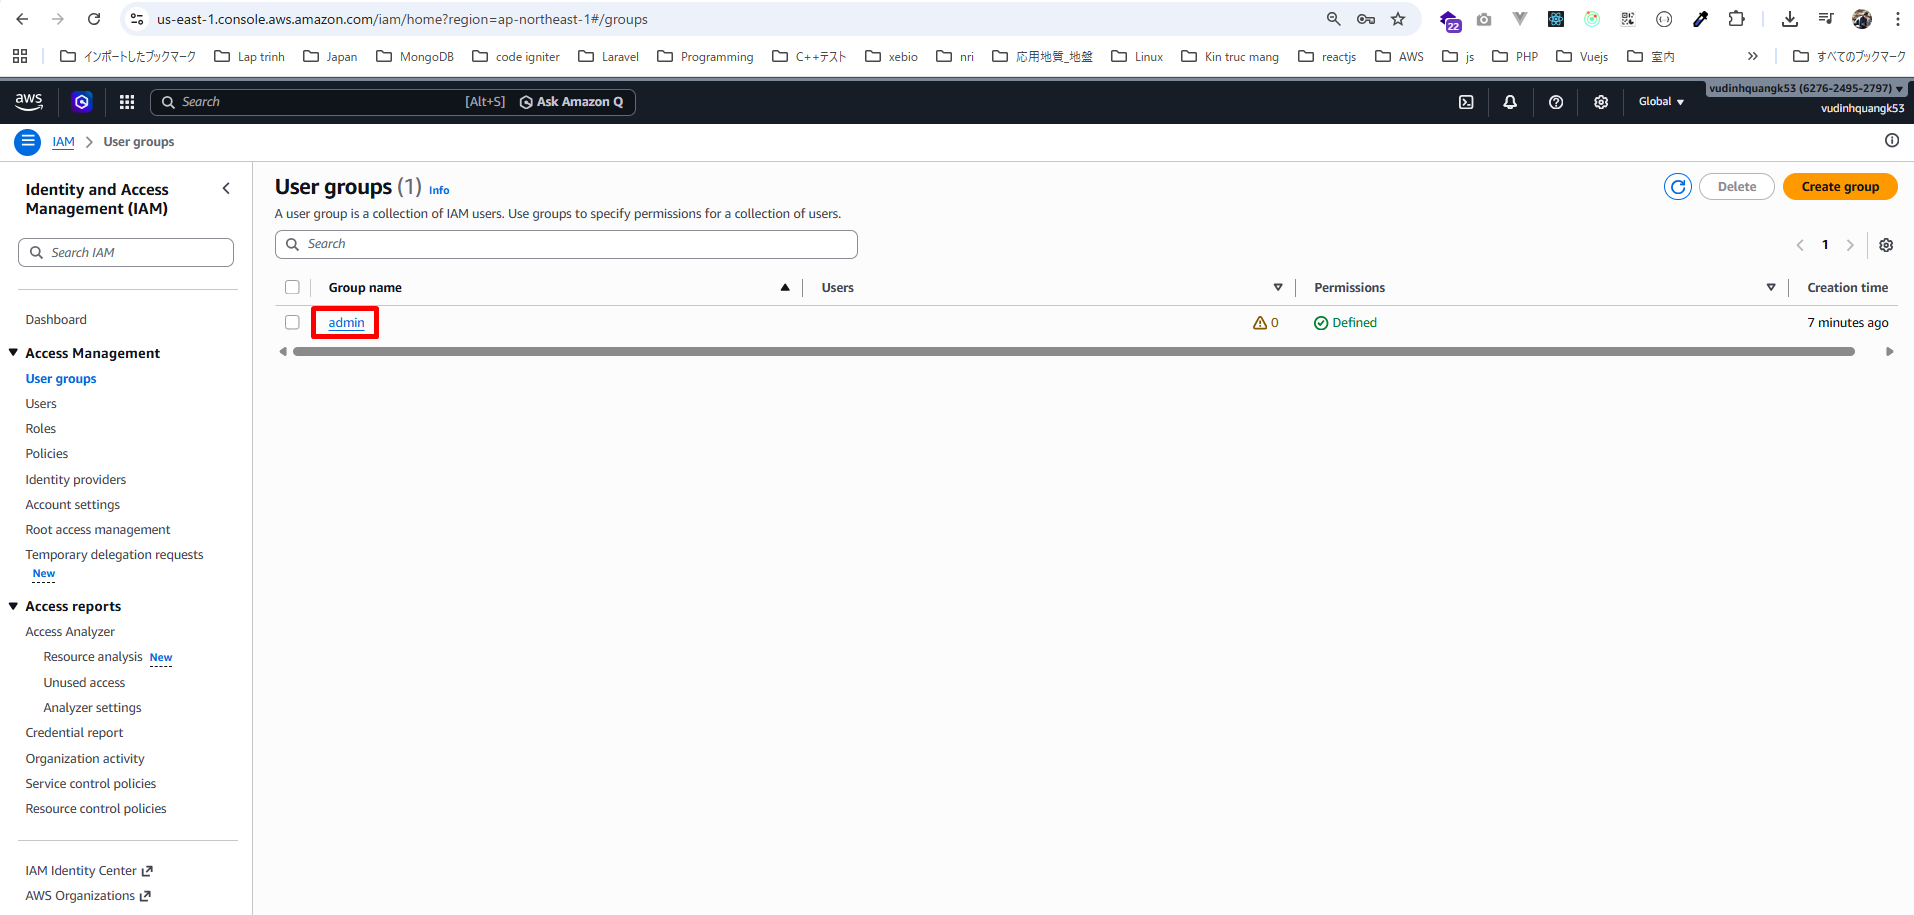 us-east-1.console.aws.amazon.com/iam/home?region=ap-northeast-1#/groups
22
インポートしたブックマーク Lap trinh Japan MongoDB code igniter Laravel Programming C++テスト xebio nri 応用地質_地盤 Linux Kin truc mang reactjs AWS js PHP Vuejs 室内 » すべてのブックマーク
aws Search [Alt+S] Ask Amazon Q Global vudinhquangk53 (6276-2495-2797)
vudinhquangk53
IAM User groups
Identity and Access
Management (IAM)
Search IAM
Dashboard
Access Management
User groups
Users
Roles
Policies
Identity providers
Account settings
Root access management
Temporary delegation requests
New
Access reports
Access Analyzer
Resource analysis New
Unused access
Analyzer settings
Credential report
Organization activity
Service control policies
Resource control policies
IAM Identity Center
AWS Organizations
User groups (1) Info
Delete Create group
A user group is a collection of IAM users. Use groups to specify permissions for a collection of users.
Search
1
Group name Users Permissions Creation time
admin 0 Defined 7 minutes ago